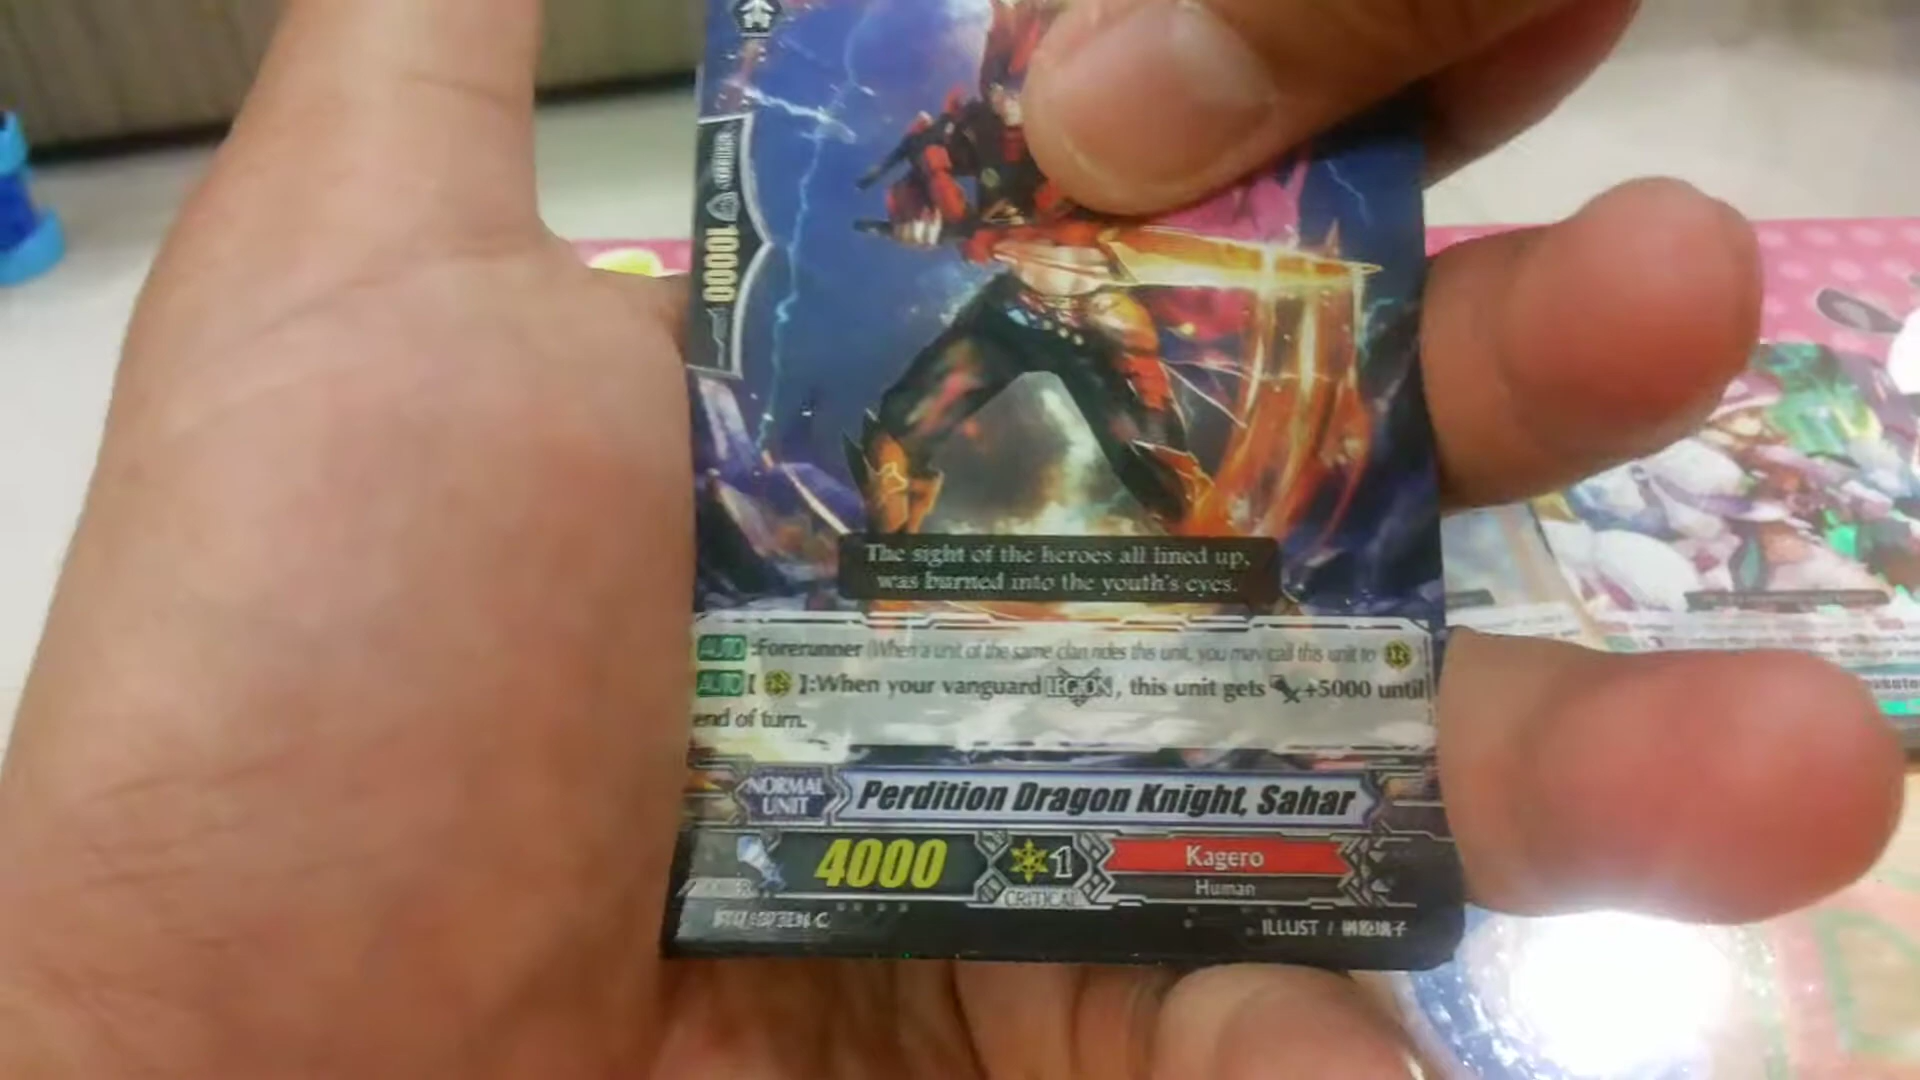 10000
The sight of the heroes all lined up,
was burned into the youth's eyes.
AUTO :Forerunner (When a unit of the same clan rides this unit, you may call this unit to
AUTO [ ]:When your vanguard LEGION, this unit gets +5000 until
end of turn.
NORMAL
UNIT
Perdition Dragon Knight, Sahar
4000
1
CRITICAL
Kagero
Human
ILLUST /